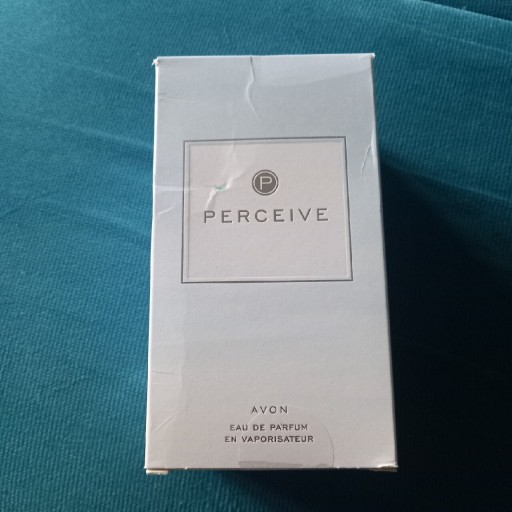 P
PERCEIVE
AVON
EAU DE PARFUM
EN VAPORISATEUR